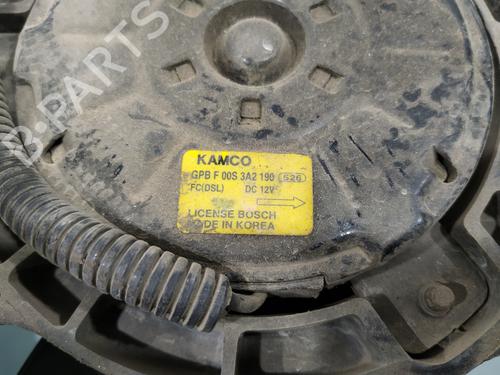 B-PARTS
KAMCO
GPB F 00S 3A2 190 526
FC(DSL) DC 12V
LICENSE BOSCH
MADE IN KOREA